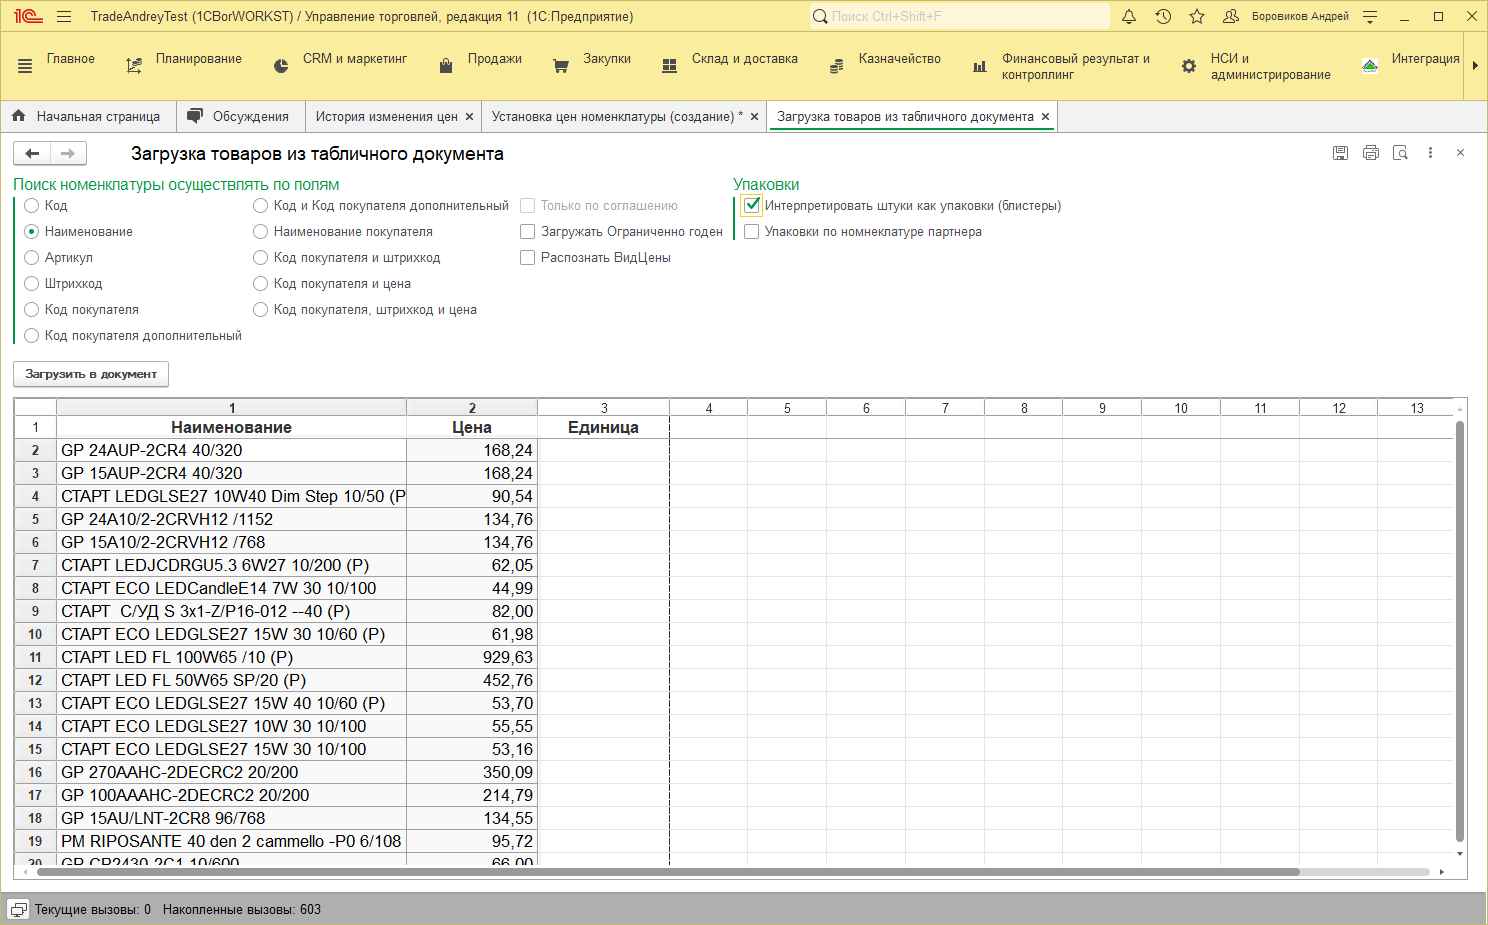 1С TradeAndreyTest (1CBorWORKST) / Управление торговлей, редакция 11 (1С:Предприятие) Поиск Ctrl+Shift+F Боровиков Андрей
Главное Планирование CRM и маркетинг Продажи Закупки Склад и доставка Казначейство Финансовый результат и контроллинг НСИ и администрирование Интеграция
Начальная страница Обсуждения История изменения цен × Установка цен номенклатуры (создание) * × Загрузка товаров из табличного документа ×
Загрузка товаров из табличного документа
Поиск номенклатуры осуществлять по полям Упаковки
Код Код и Код покупателя дополнительный Только по соглашению Интерпретировать штуки как упаковки (блистеры)
Наименование Наименование покупателя Загружать Ограниченно годен Упаковки по номнеклатуре партнера
Артикул Код покупателя и штрихкод Распознать ВидЦены
Штрихкод Код покупателя и цена
Код покупателя Код покупателя, штрихкод и цена
Код покупателя дополнительный
Загрузить в документ
1 2 3 4 5 6 7 8 9 10 11 12 13
1 Наименование Цена Единица
2 GP 24AUP-2CR4 40/320 168,24
3 GP 15AUP-2CR4 40/320 168,24
4 СТАРТ LEDGLSE27 10W40 Dim Step 10/50 (Р 90,54
5 GP 24A10/2-2CRVH12 /1152 134,76
6 GP 15A10/2-2CRVH12 /768 134,76
7 СТАРТ LEDJCDRGU5.3 6W27 10/200 (Р) 62,05
8 СТАРТ ECO LEDCandleE14 7W 30 10/100 44,99
9 СТАРТ С/УД S 3x1-Z/P16-012 --40 (Р) 82,00
10 СТАРТ ECO LEDGLSE27 15W 30 10/60 (Р) 61,98
11 СТАРТ LED FL 100W65 /10 (Р) 929,63
12 СТАРТ LED FL 50W65 SP/20 (Р) 452,76
13 СТАРТ ECO LEDGLSE27 15W 40 10/60 (Р) 53,70
14 СТАРТ ECO LEDGLSE27 10W 30 10/100 55,55
15 СТАРТ ECO LEDGLSE27 15W 30 10/100 53,16
16 GP 270AAHC-2DECRC2 20/200 350,09
17 GP 100AAAHC-2DECRC2 20/200 214,79
18 GP 15AU/LNT-2CR8 96/768 134,55
19 PM RIPOSANTE 40 den 2 cammello -P0 6/108 95,72
20 GP CR2430-2C1 10/600 66,00
Текущие вызовы: 0 Накопленные вызовы: 603